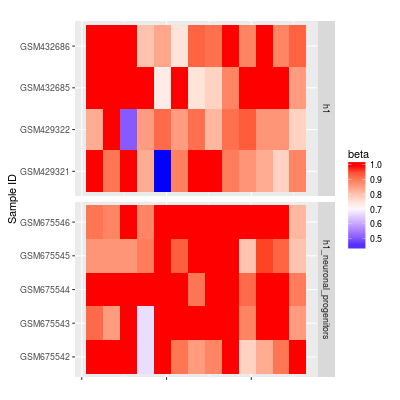 GSM432686
GSM432685
GSM429322
GSM429321
h1
GSM675546
GSM675545
GSM675544
GSM675543
GSM675542
h1_neuronal_progenitors
Sample ID
beta
1.0
0.9
0.8
0.7
0.6
0.5